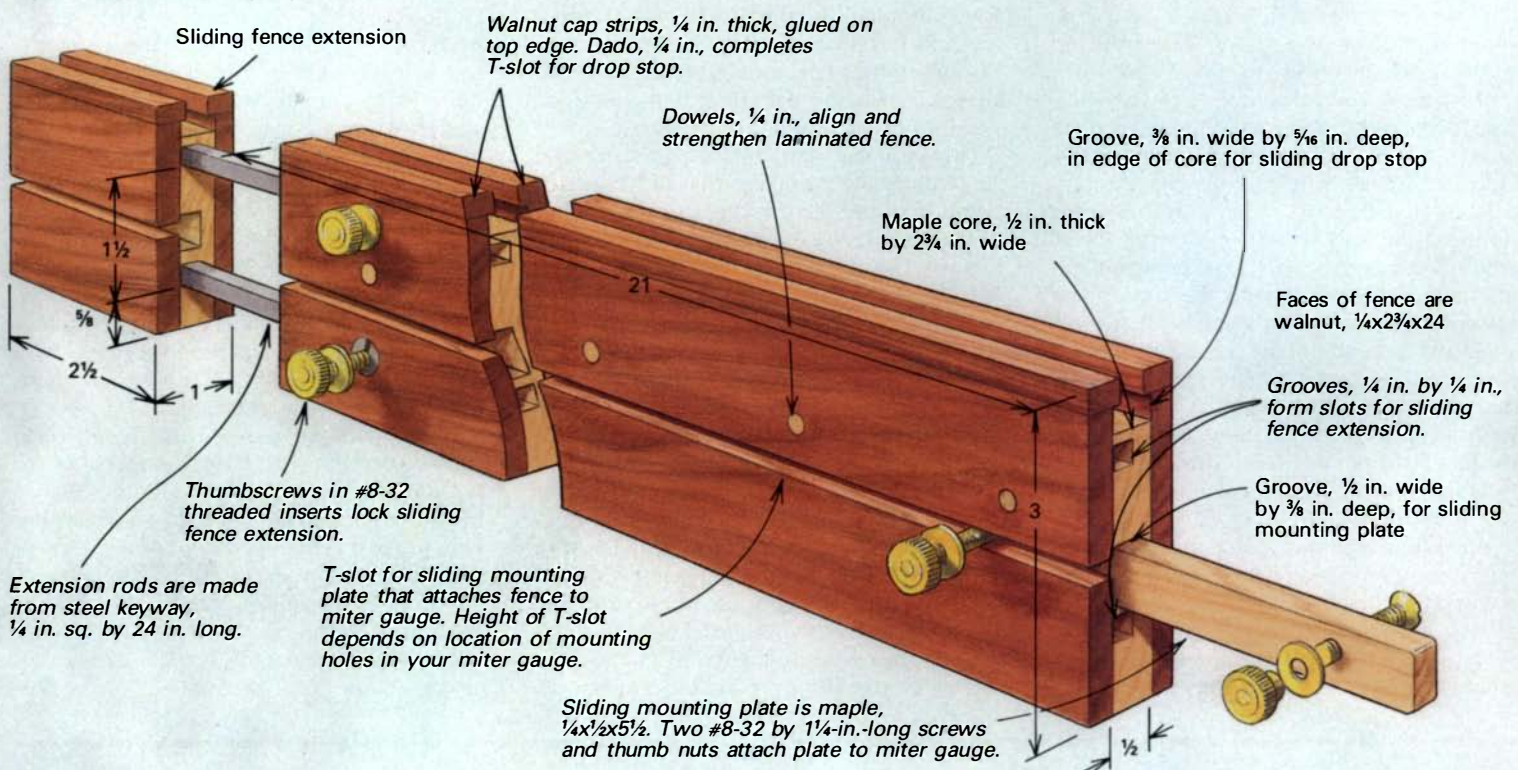 Sliding fence extension
Walnut cap strips, ¼ in. thick, glued on
top edge. Dado, ¼ in., completes
T-slot for drop stop.
Dowels, ¼ in., align and
strengthen laminated fence.
Groove, ⅜ in. wide by 5⁄16 in. deep,
in edge of core for sliding drop stop
Maple core, ½ in. thick
by 2¾ in. wide
Faces of fence are
walnut, ¼x2¾x24
Grooves, ¼ in. by ¼ in.,
form slots for sliding
fence extension.
Groove, ½ in. wide
by ⅜ in. deep, for sliding
mounting plate
1½
⅝
2½
1
21
3
½
Thumbscrews in #8-32
threaded inserts lock sliding
fence extension.
Extension rods are made
from steel keyway,
¼ in. sq. by 24 in. long.
T-slot for sliding mounting
plate that attaches fence to
miter gauge. Height of T-slot
depends on location of mounting
holes in your miter gauge.
Sliding mounting plate is maple,
¼x½x5½. Two #8-32 by 1¼-in.-long screws
and thumb nuts attach plate to miter gauge.